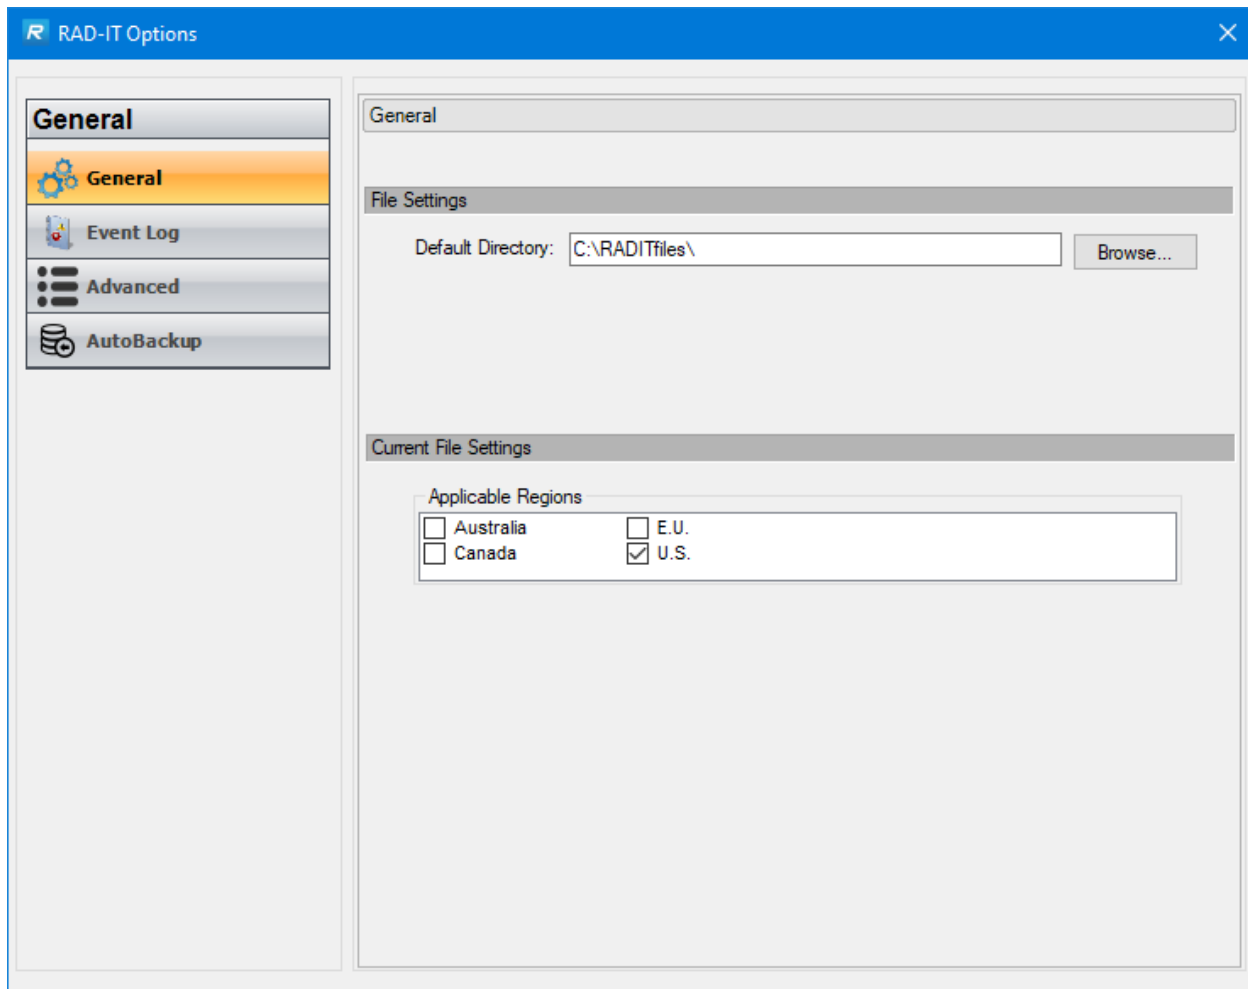 RAD-IT Options
General
General
Event Log
Advanced
AutoBackup
General
File Settings
Default Directory: C:\RADITfiles\ Browse...
Current File Settings
Applicable Regions
Australia E.U.
Canada U.S.